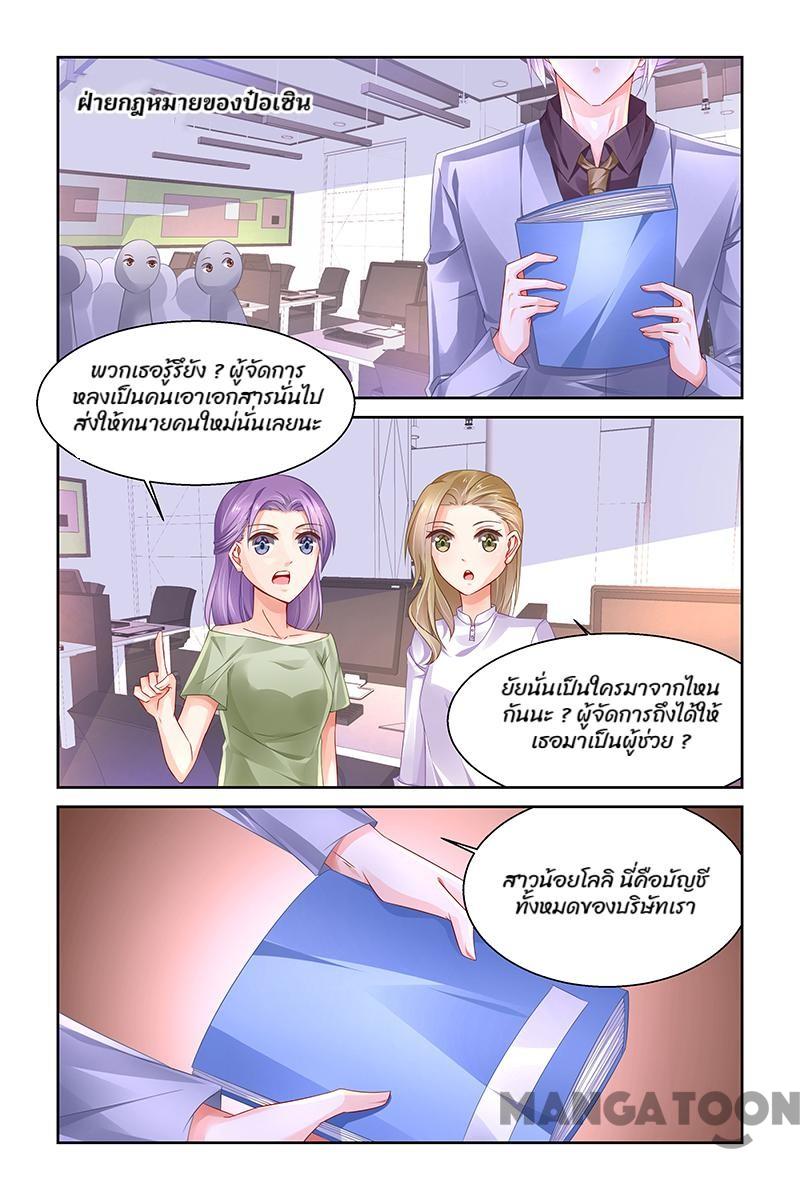 ฝ่ายกฎหมายของป๋อเซิน
พวกเธอรู้รึยัง ? ผู้จัดการ
หลงเป็นคนเอาเอกสารนั่นไป
ส่งให้ทนายคนใหม่นั่นเลยนะ
ยัยนั่นเป็นใครมาจากไหน
กันนะ ? ผู้จัดการถึงได้ให้
เธอมาเป็นผู้ช่วย ?
สาวน้อยโลลิ นี่คือบัญชี
ทั้งหมดของบริษัทเรา
MANGATOON